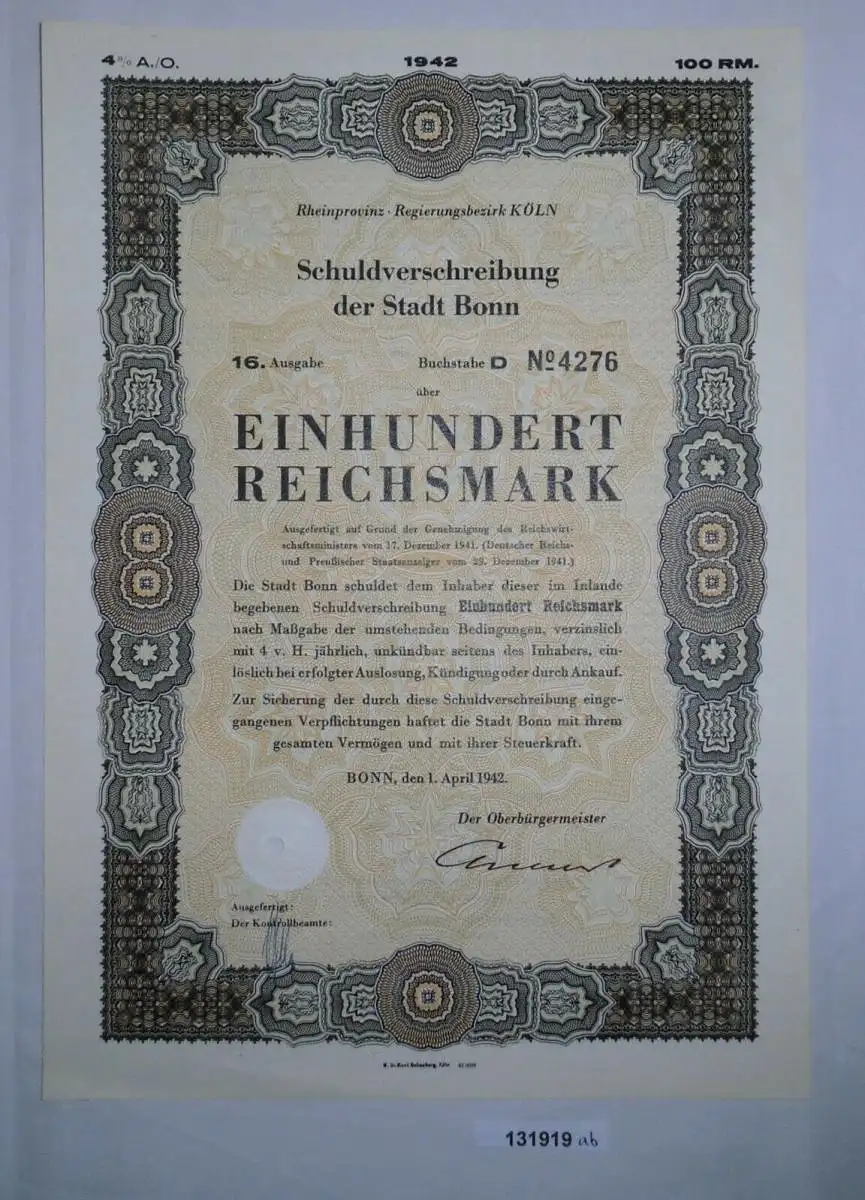 4% A./O. 1942 100 RM.
Rheinprovinz · Regierungsbezirk KÖLN
Schuldverschreibung
der Stadt Bonn
16. Ausgabe Buchstabe D № 4276
über
EINHUNDERT
REICHSMARK
Ausgefertigt auf Grund der Genehmigung des Reichswirt-
schaftsministers vom 17. Dezember 1941. (Deutscher Reichs-
und Preußischer Staatsanzeiger vom 29. Dezember 1941.)
Die Stadt Bonn schuldet dem Inhaber dieser im Inlande
begebenen Schuldverschreibung Einhundert Reichsmark
nach Maßgabe der umstehenden Bedingungen, verzinslich
mit 4 v. H. jährlich, unkündbar seitens des Inhabers, ein-
löslich bei erfolgter Auslosung, Kündigung oder durch Ankauf.
Zur Sicherung der durch diese Schuldverschreibung einge-
gangenen Verpflichtungen haftet die Stadt Bonn mit ihrem
gesamten Vermögen und mit ihrer Steuerkraft.
BONN, den 1. April 1942.
Der Oberbürgermeister
Ausgefertigt:
Der Kontrollbeamte:
131919 ab